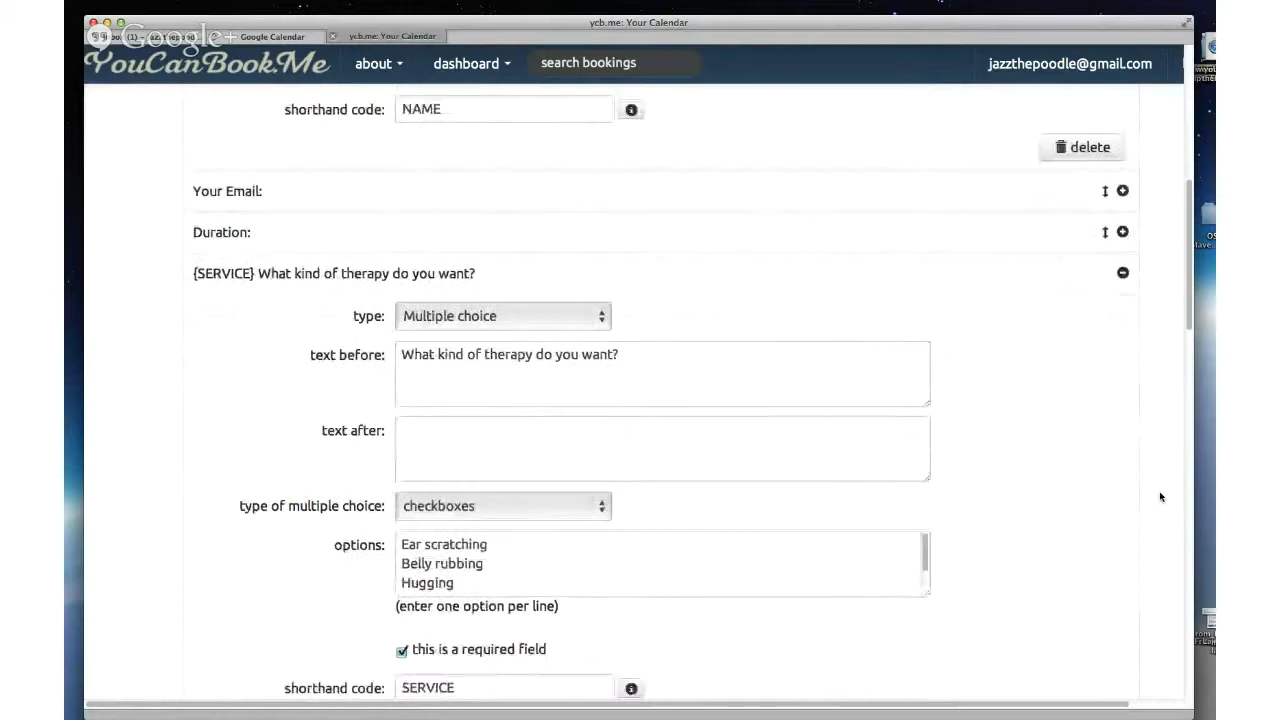 ycb.me: Your Calendar
Google+
Google Calendar
ycb.me: Your Calendar
YouCanBook.Me
about
dashboard
search bookings
jazzthepoodle@gmail.com
shorthand code:
NAME
delete
Your Email:
Duration:
{SERVICE} What kind of therapy do you want?
type:
Multiple choice
text before:
What kind of therapy do you want?
text after:
type of multiple choice:
checkboxes
options:
Ear scratching
Belly rubbing
Hugging
(enter one option per line)
this is a required field
shorthand code:
SERVICE